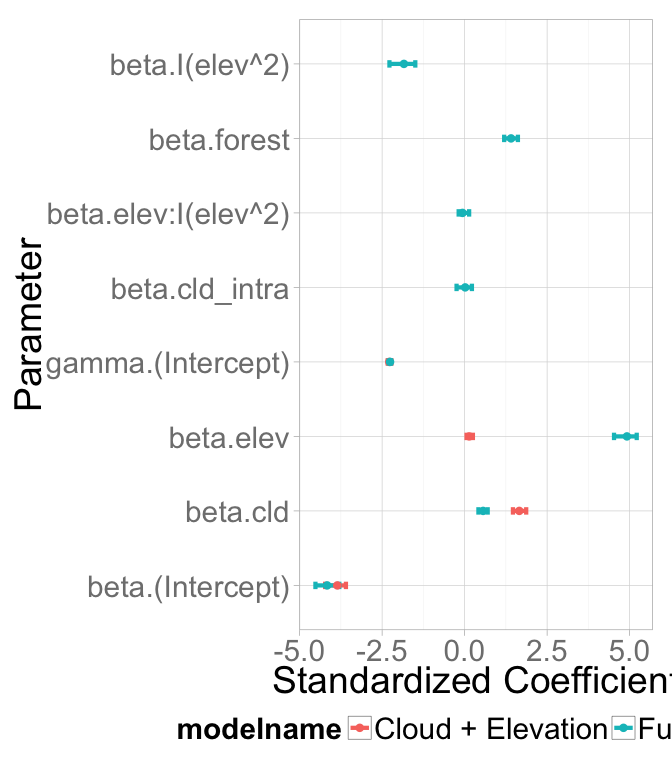 Parameter
beta.I(elev^2)
beta.forest
beta.elev:I(elev^2)
beta.cld_intra
gamma.(Intercept)
beta.elev
beta.cld
beta.(Intercept)
-5.0 -2.5 0.0 2.5 5.0
Standardized Coefficient
modelname Cloud + Elevation Fu